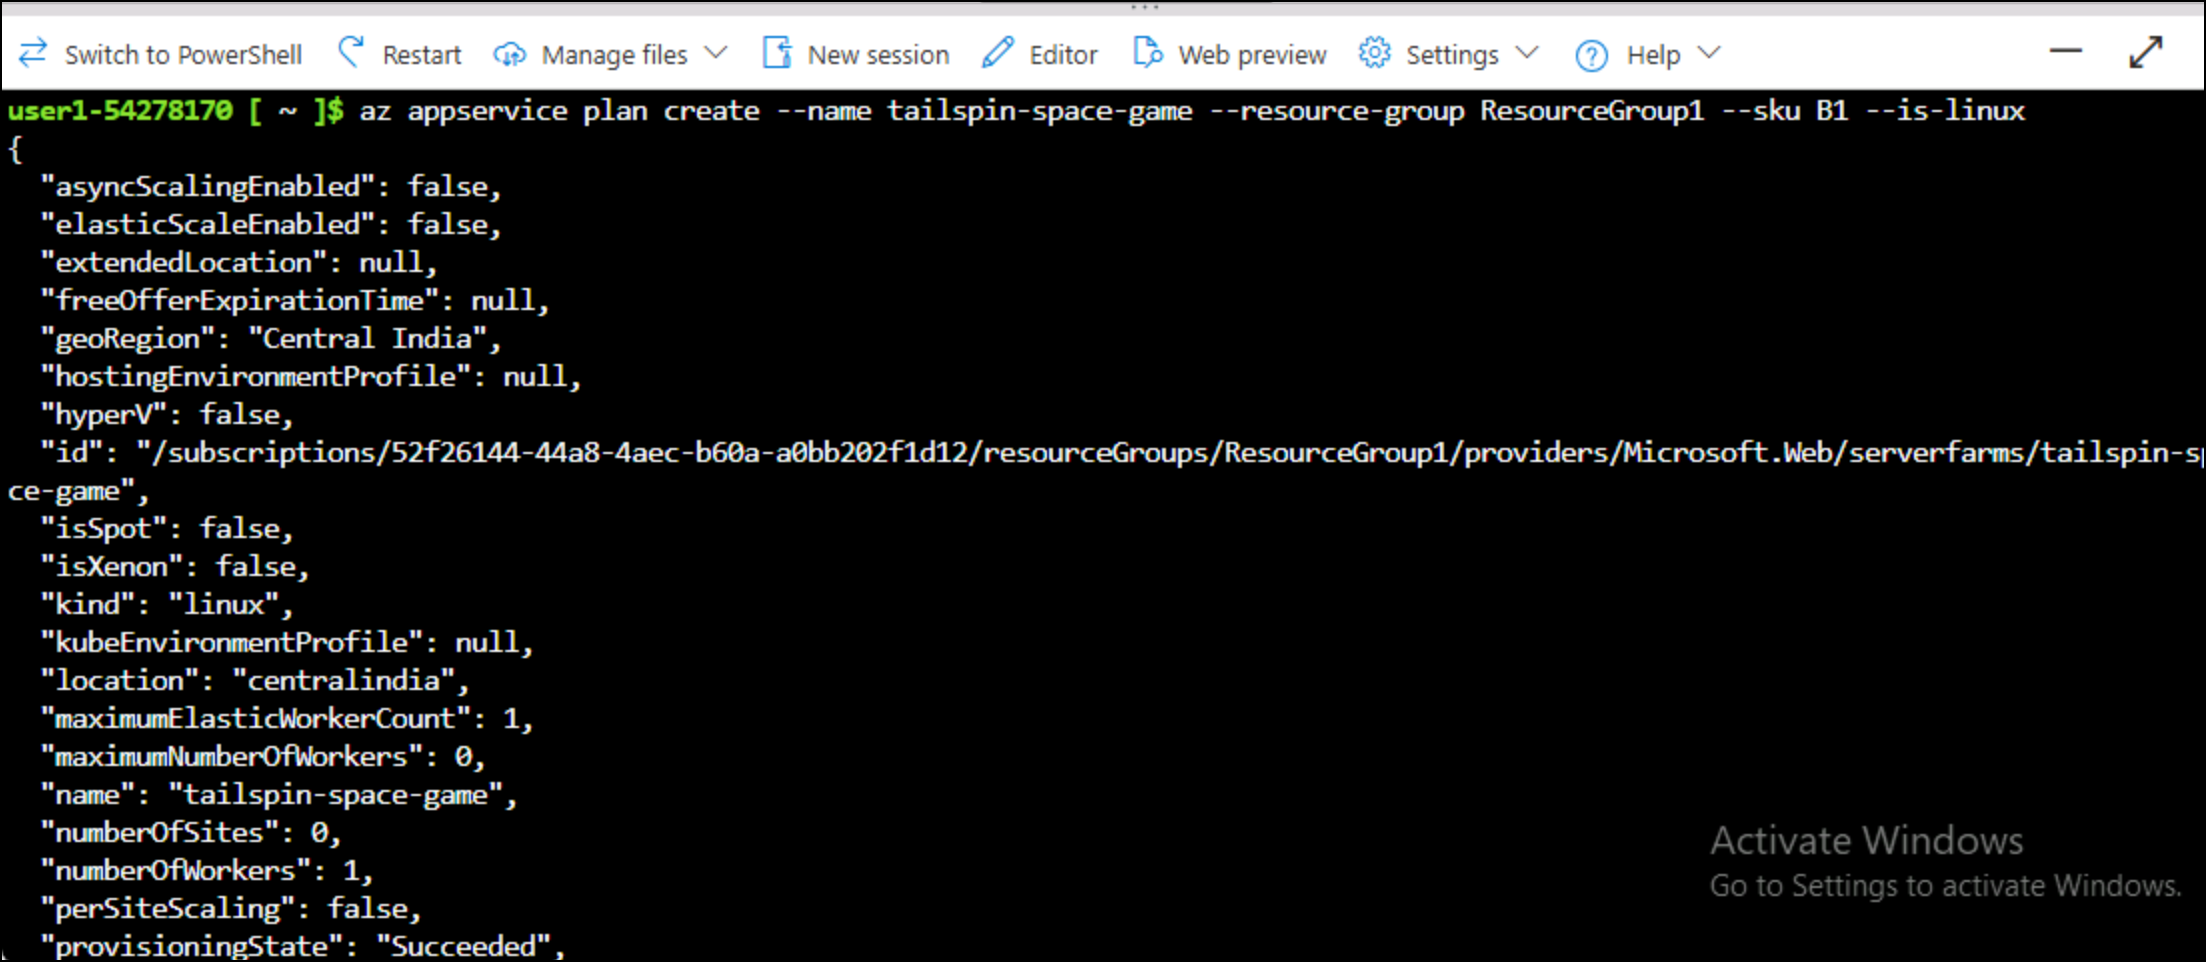 Switch to PowerShell Restart Manage files New session Editor Web preview Settings Help
user1-54278170 [ ~ ]$ az appservice plan create --name tailspin-space-game --resource-group ResourceGroup1 --sku B1 --is-linux
{
  "asyncScalingEnabled": false,
  "elasticScaleEnabled": false,
  "extendedLocation": null,
  "freeOfferExpirationTime": null,
  "geoRegion": "Central India",
  "hostingEnvironmentProfile": null,
  "hyperV": false,
  "id": "/subscriptions/52f26144-44a8-4aec-b60a-a0bb202f1d12/resourceGroups/ResourceGroup1/providers/Microsoft.Web/serverfarms/tailspin-sp
ce-game",
  "isSpot": false,
  "isXenon": false,
  "kind": "linux",
  "kubeEnvironmentProfile": null,
  "location": "centralindia",
  "maximumElasticWorkerCount": 1,
  "maximumNumberOfWorkers": 0,
  "name": "tailspin-space-game",
  "numberOfSites": 0,
  "numberOfWorkers": 1,
  "perSiteScaling": false,
  "provisioningState": "Succeeded",
Activate Windows
Go to Settings to activate Windows.